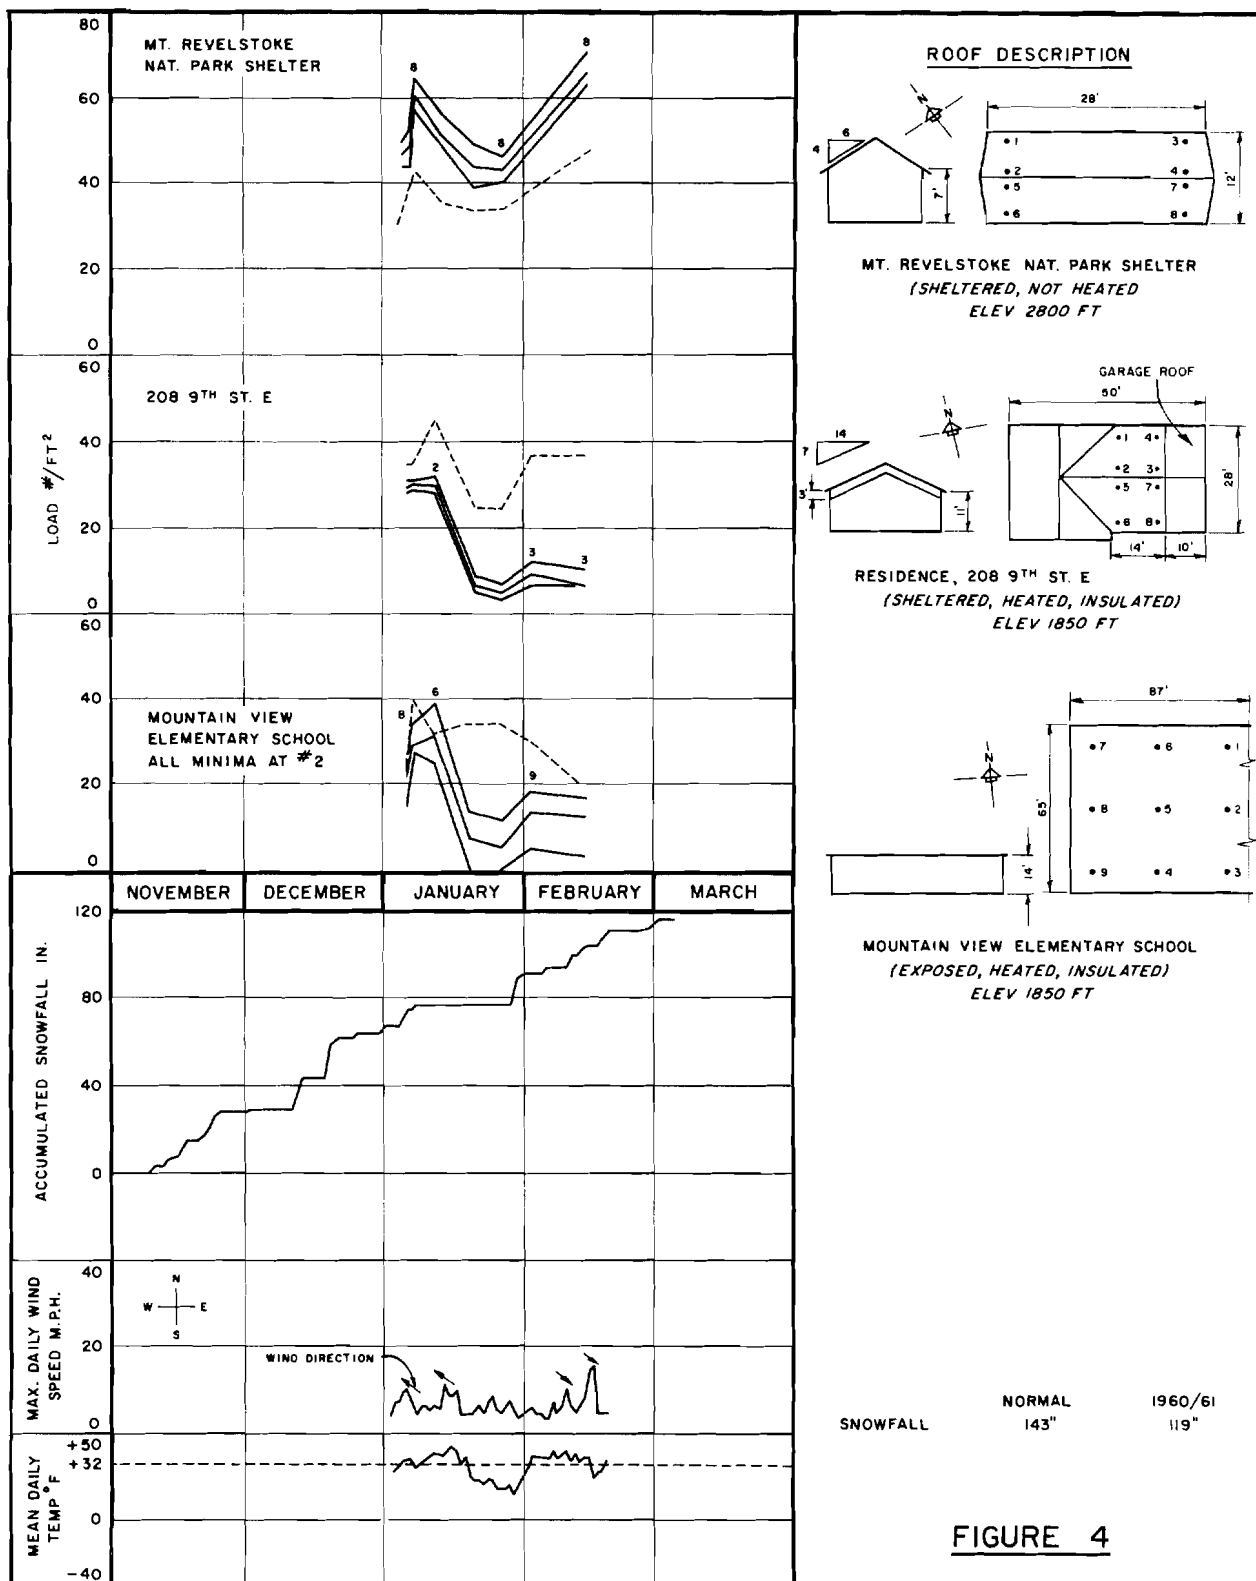 80
MT. REVELSTOKE
NAT. PARK SHELTER
8
8
8
60
40
20
0
60
208 9TH ST. E
40
2
20
3
3
0
LOAD #/FT2
60
40
6
8
MOUNTAIN VIEW
ELEMENTARY SCHOOL
ALL MINIMA AT #2
20
9
0
NOVEMBER DECEMBER JANUARY FEBRUARY MARCH
120
80
40
0
ACCUMULATED SNOWFALL IN.
40
N
W E
S
20
WIND DIRECTION
0
MAX. DAILY WIND
SPEED M.P.H.
+50
+32
0
-40
MEAN DAILY
TEMP °F
ROOF DESCRIPTION
N
28'
6
4
7'
1 3
2 4
5 7
6 8
12'
MT. REVELSTOKE NAT. PARK SHELTER
(SHELTERED, NOT HEATED
ELEV 2800 FT
GARAGE ROOF
50'
N
14
7
3'
11'
1 4
2 3
5 7
6 8
28'
14' 10'
RESIDENCE, 208 9TH ST. E
(SHELTERED, HEATED, INSULATED)
ELEV 1850 FT
87'
N
65'
7 6 1
8 5 2
9 4 3
14'
MOUNTAIN VIEW ELEMENTARY SCHOOL
(EXPOSED, HEATED, INSULATED)
ELEV 1850 FT
NORMAL 1960/61
SNOWFALL 143" 119"
FIGURE 4